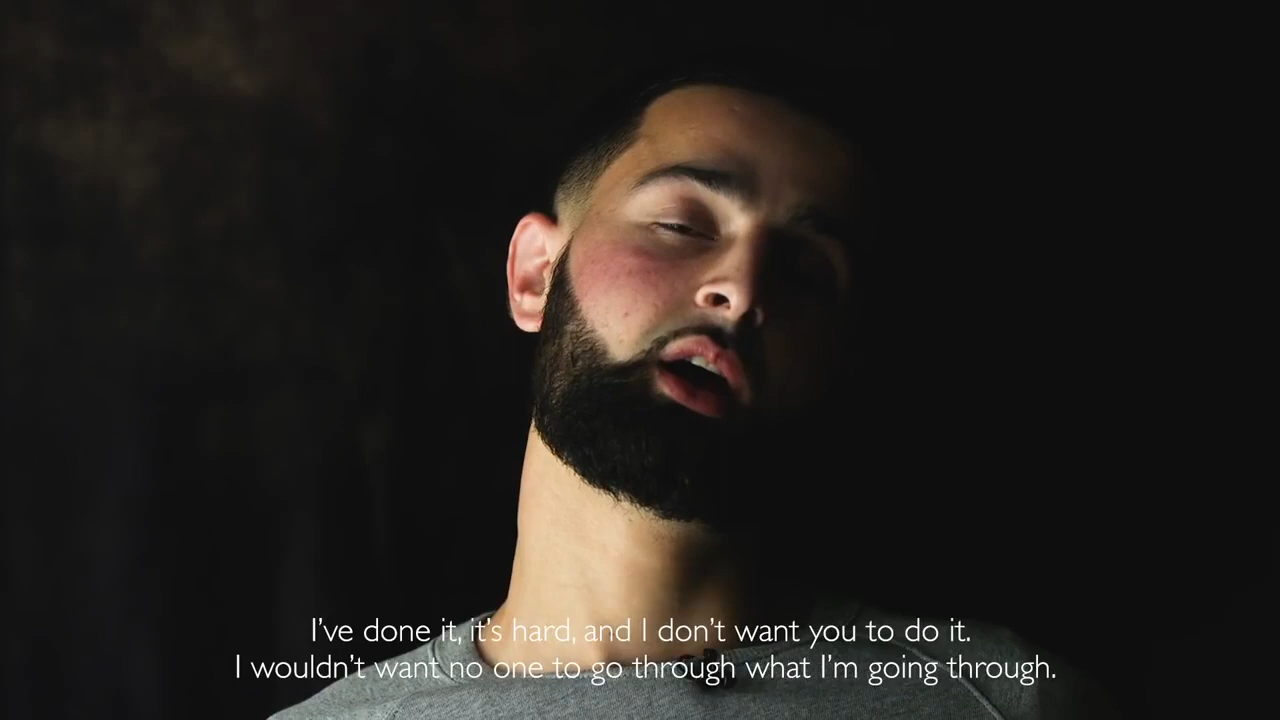 I've done it, it's hard, and I don't want you to do it.
I wouldn't want no one to go through what I'm going through.